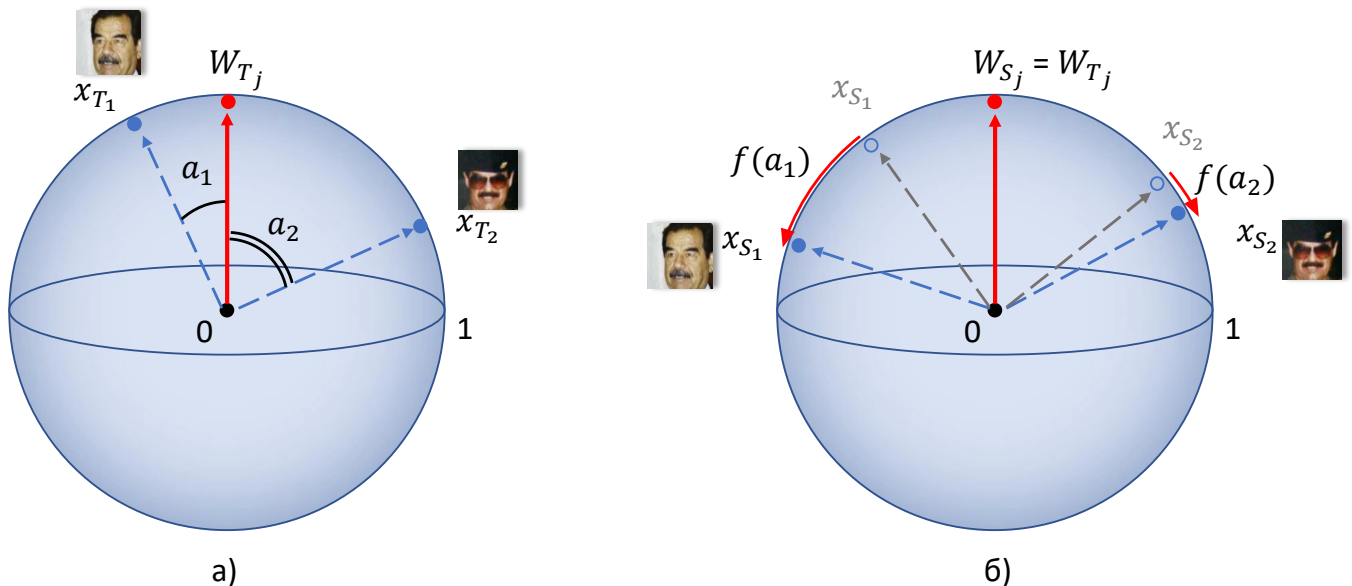 W_{T_j}
x_{T_1}
a_1
a_2
x_{T_2}
0
1
а)
W_{S_j} = W_{T_j}
x_{S_1}
x_{S_2}
f(a_1)
f(a_2)
x_{S_1}
x_{S_2}
0
1
б)